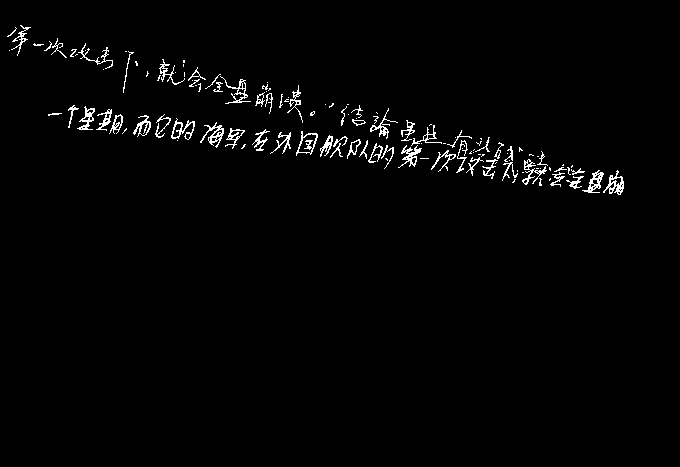 第一次攻击下，就会全盘崩溃。”结论是
一个星期，而它的海军，在外国舰队的第一次攻击下就会全盘崩